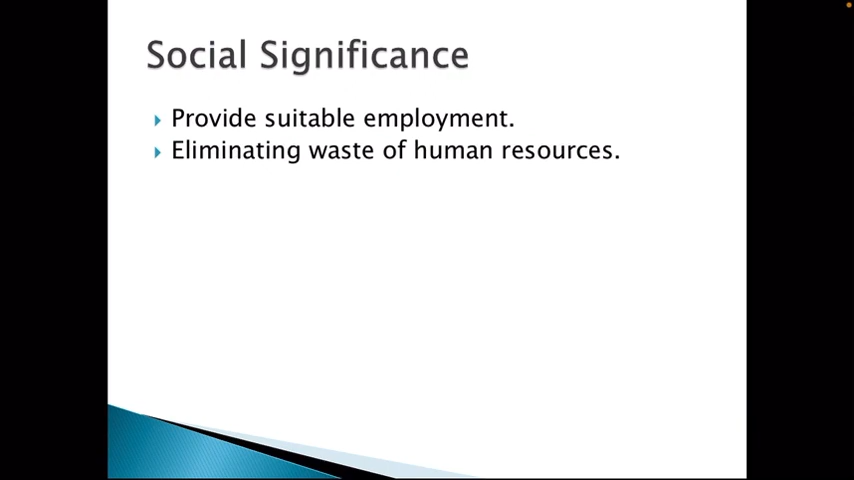 Social Significance
Provide suitable employment.
Eliminating waste of human resources.